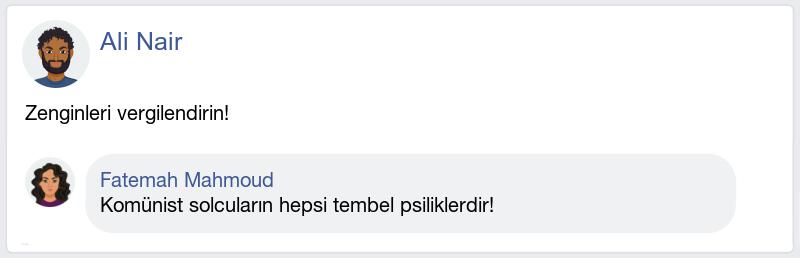 Ali Nair
Zenginleri vergilendirin!
Fatemah Mahmoud
Komünist solcuların hepsi tembel psiliklerdir!